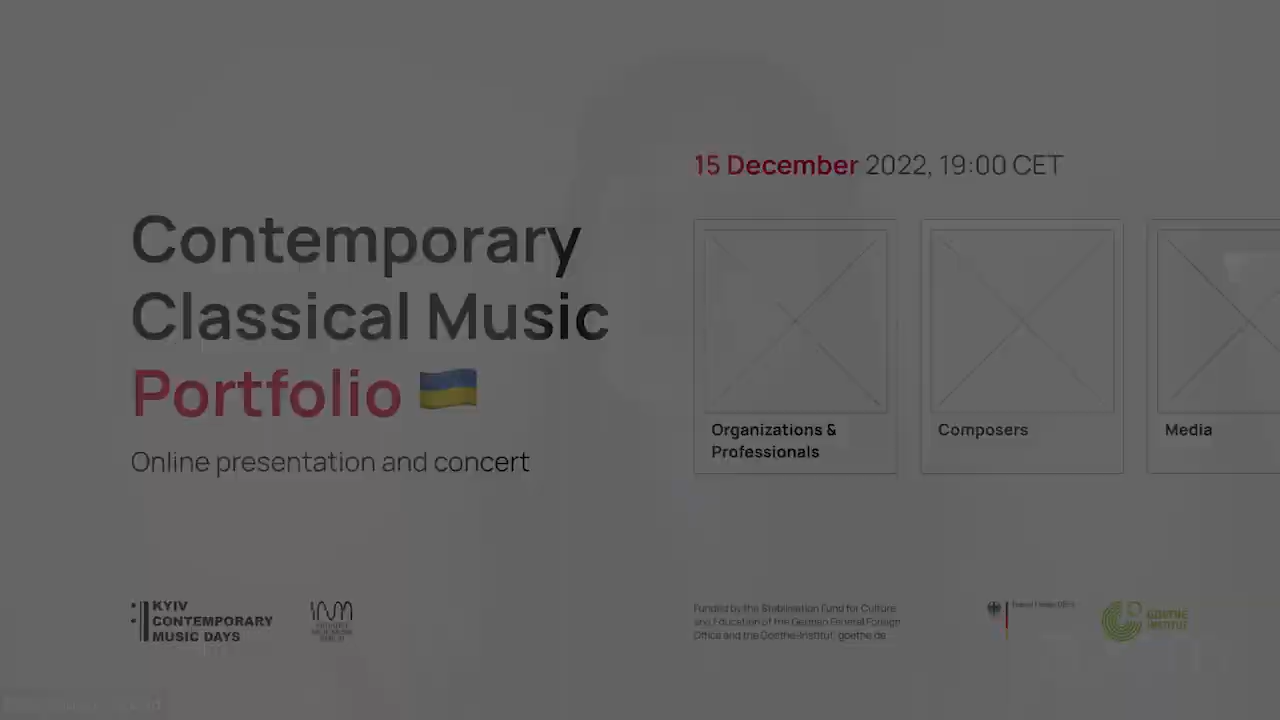 15 December 2022, 19:00 CET
Contemporary
Classical Music
Portfolio
Online presentation and concert
Organizations &
Professionals
Composers
Media
KYIV
CONTEMPORARY
MUSIC DAYS
Funded by the Stabilisation Fund for Culture
and Education of the German Federal Foreign
Office and the Goethe-Institut, goethe.de
GOETHE
INSTITUT